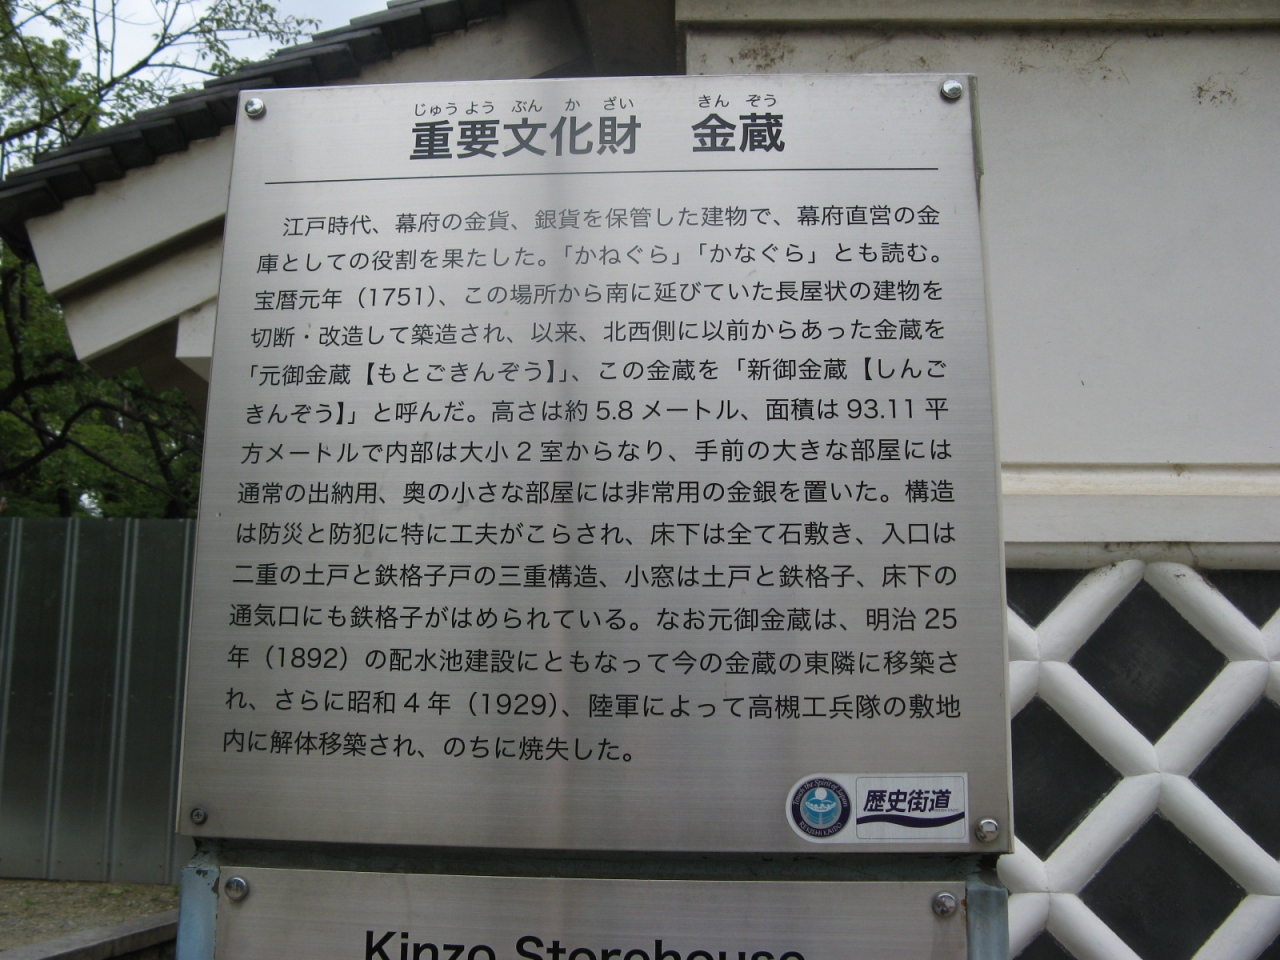 じゅう よう ぶん か ざい きん ぞう
重要文化財 金蔵
江戸時代、幕府の金貨、銀貨を保管した建物で、幕府直営の金
庫としての役割を果たした。「かねぐら」「かなぐら」とも読む。
宝暦元年（1751）、この場所から南に延びていた長屋状の建物を
切断・改造して築造され、以来、北西側に以前からあった金蔵を
「元御金蔵【もとごきんぞう】」、この金蔵を「新御金蔵【しんご
きんぞう】」と呼んだ。高さは約 5.8 メートル、面積は 93.11 平
方メートルで内部は大小 2 室からなり、手前の大きな部屋には
通常の出納用、奥の小さな部屋には非常用の金銀を置いた。構造
は防災と防犯に特に工夫がこらされ、床下は全て石敷き、入口は
二重の土戸と鉄格子戸の三重構造、小窓は土戸と鉄格子、床下の
通気口にも鉄格子がはめられている。なお元御金蔵は、明治 25
年（1892）の配水池建設にともなって今の金蔵の東隣に移築さ
れ、さらに昭和 4 年（1929）、陸軍によって高槻工兵隊の敷地
内に解体移築され、のちに焼失した。
歴史街道
Kinzo Storehouse